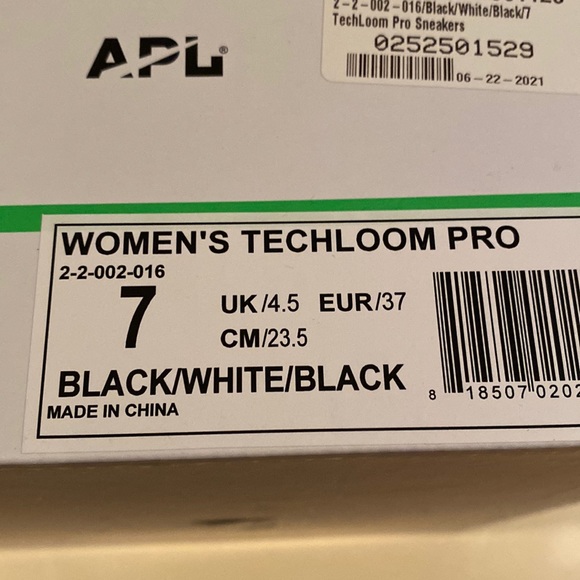 2-2-002-016/Black/White/Black/7
TechLoom Pro Sneakers
0252501529
06-22-2021
APL®
WOMEN'S TECHLOOM PRO
2-2-002-016
7
UK/4.5 EUR/37
CM/23.5
BLACK/WHITE/BLACK
MADE IN CHINA
8 18507 0202